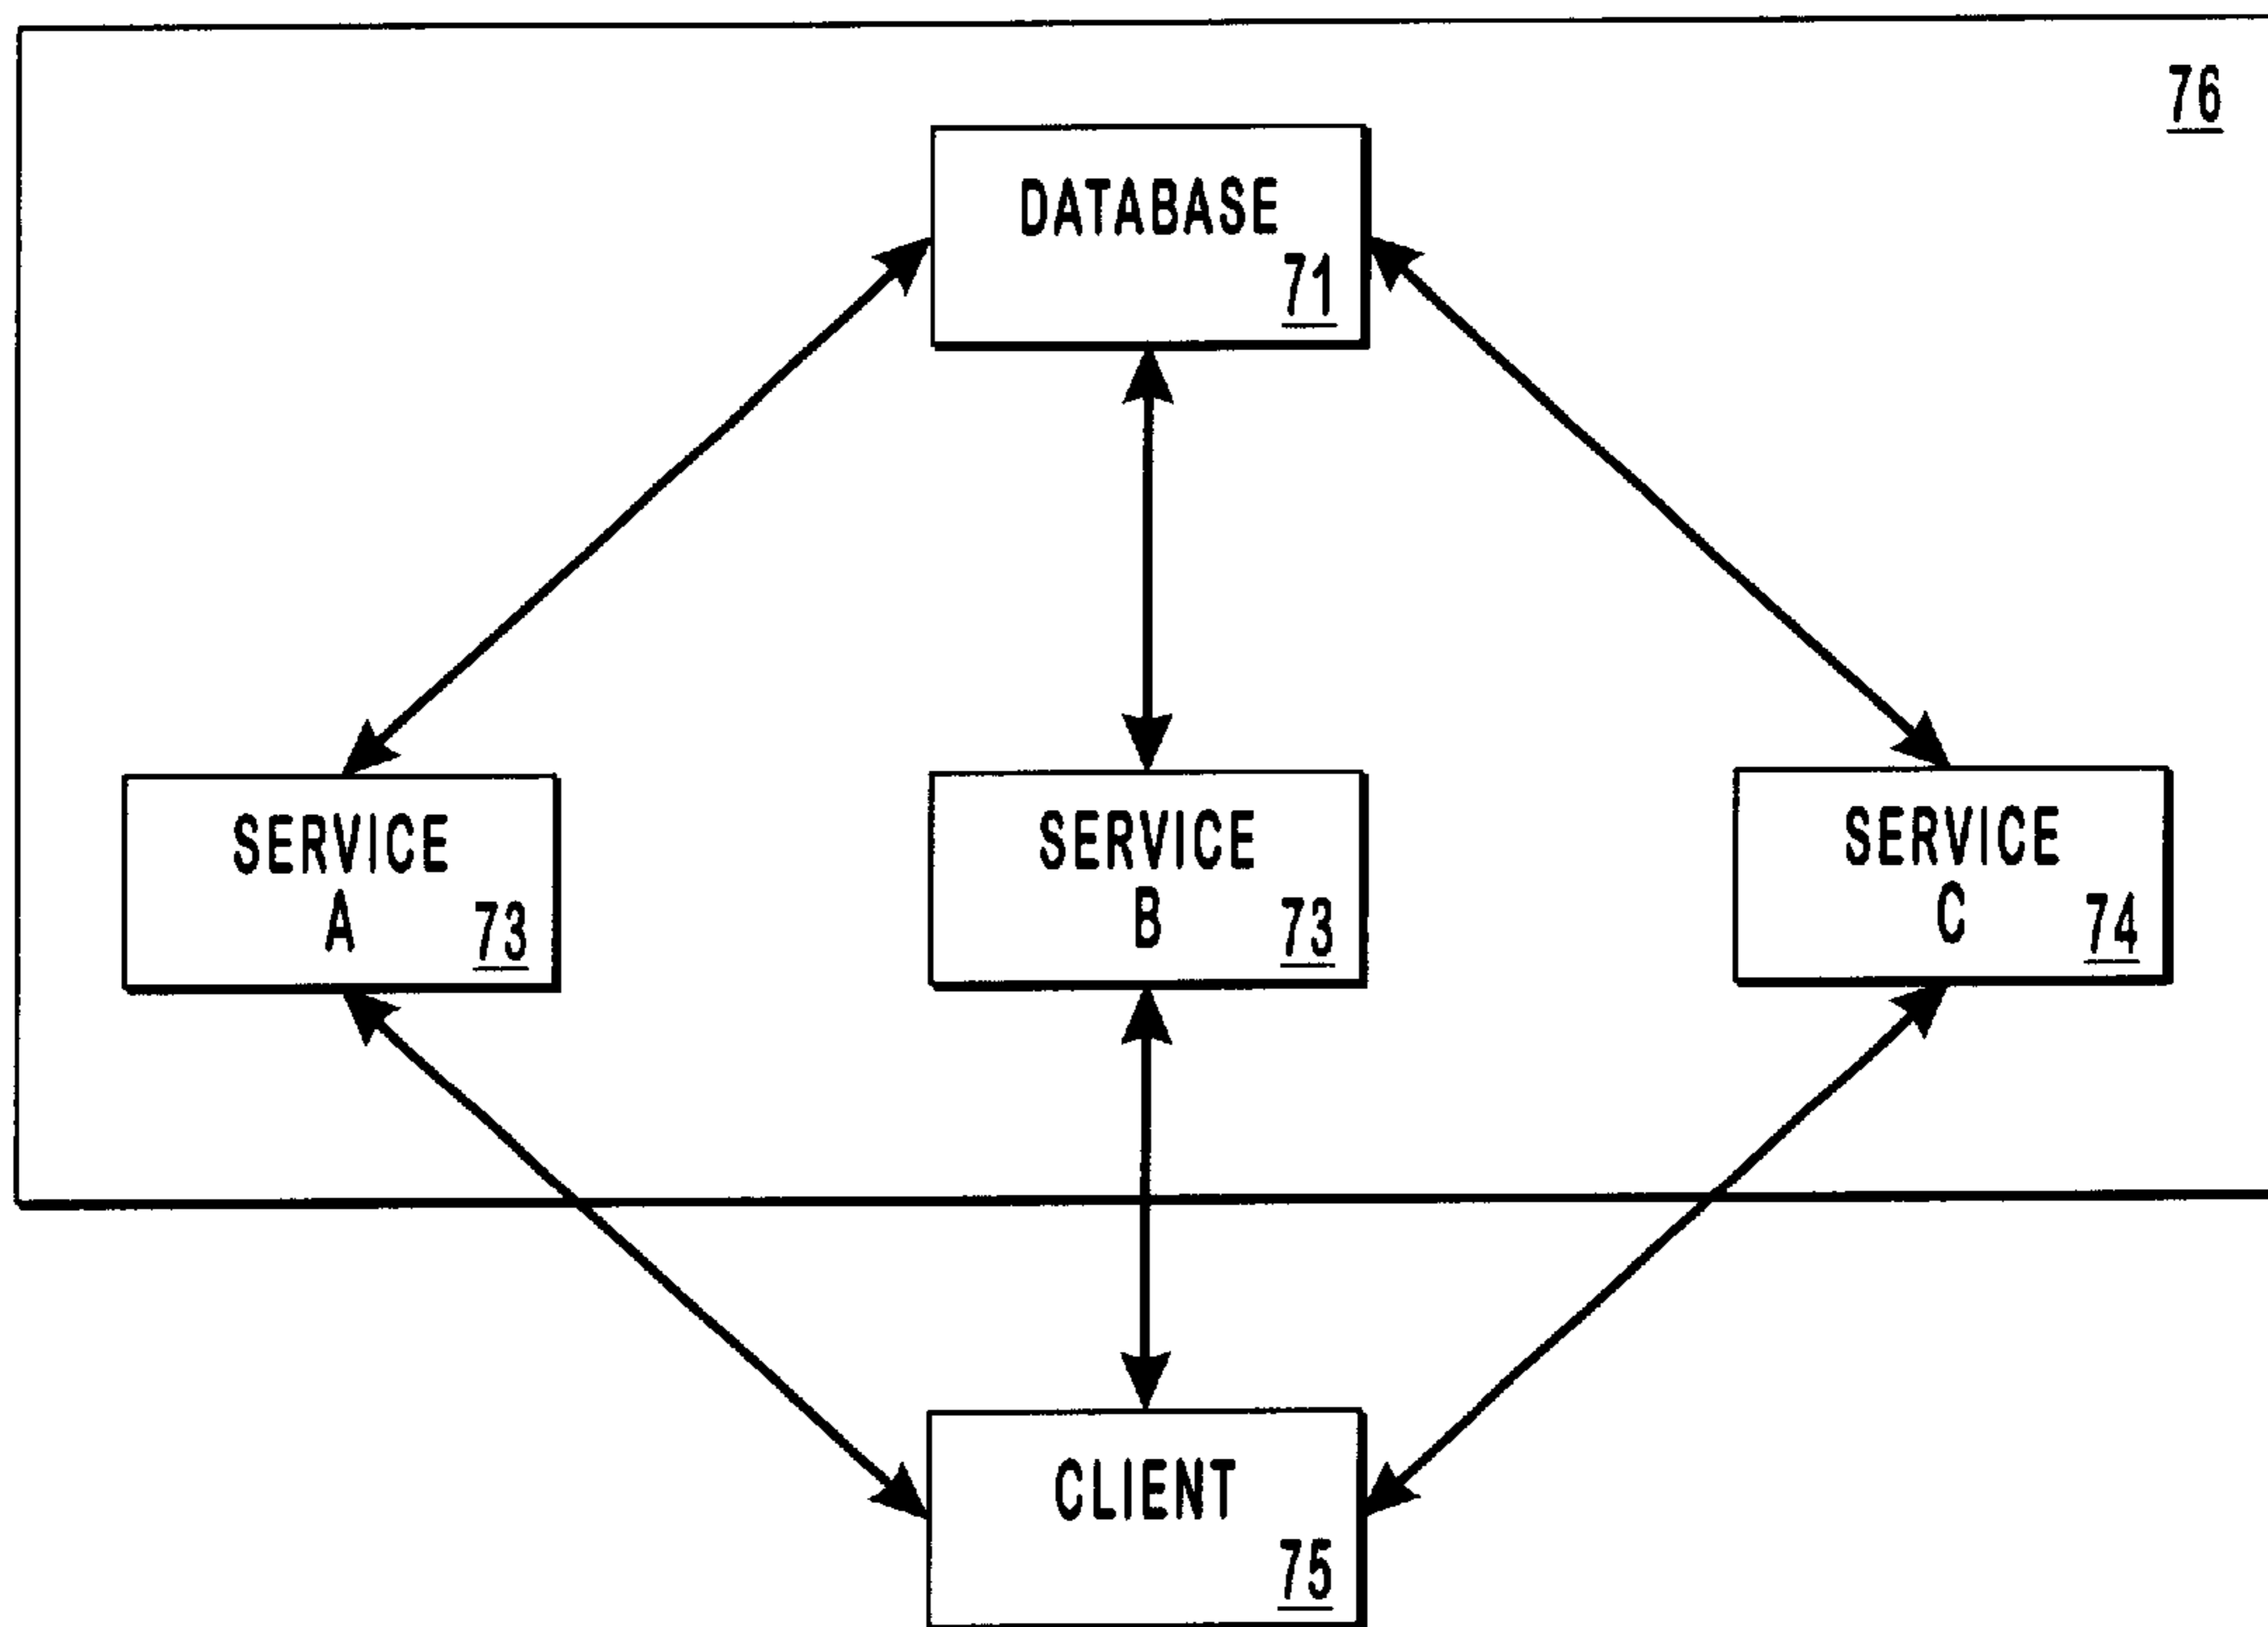 76
DATABASE
71
SERVICE
A
73
SERVICE
B
73
SERVICE
C
74
CLIENT
75